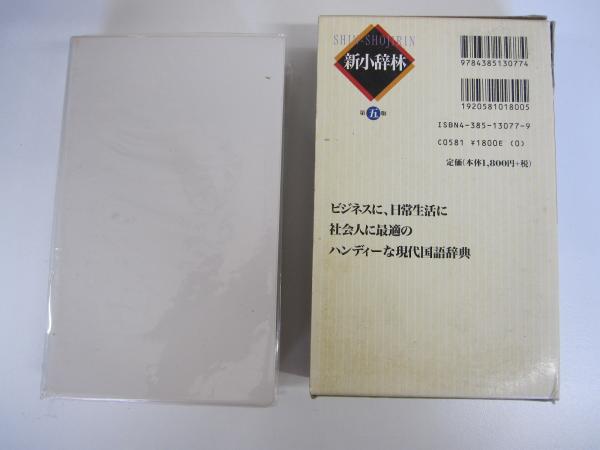 SHIN-SHOJIRIN
新小辞林
第五版
9784385130774
1920581018005
ISBN4-385-13077-9
C0581 ¥1800E (0)
定価(本体1,800円+税)
ビジネスに、日常生活に
社会人に最適の
ハンディーな現代国語辞典